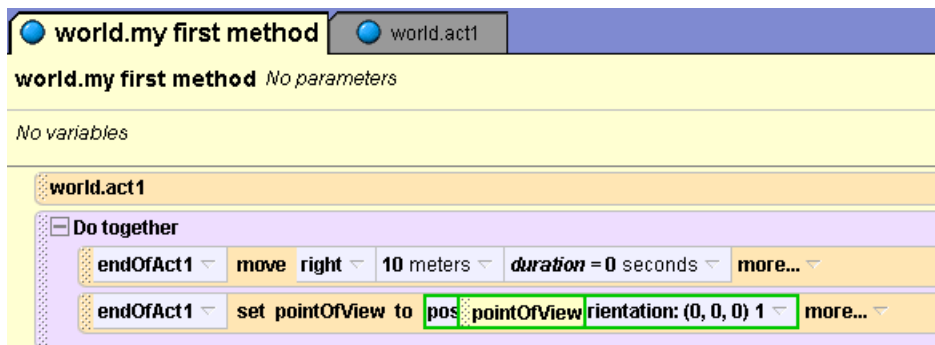 world.my first method world.act1
world.my first method No parameters
No variables
world.act1
Do together
endOfAct1 move right 10 meters duration = 0 seconds more...
endOfAct1 set pointOfView to pos pointOfView rientation: (0, 0, 0) 1 more...